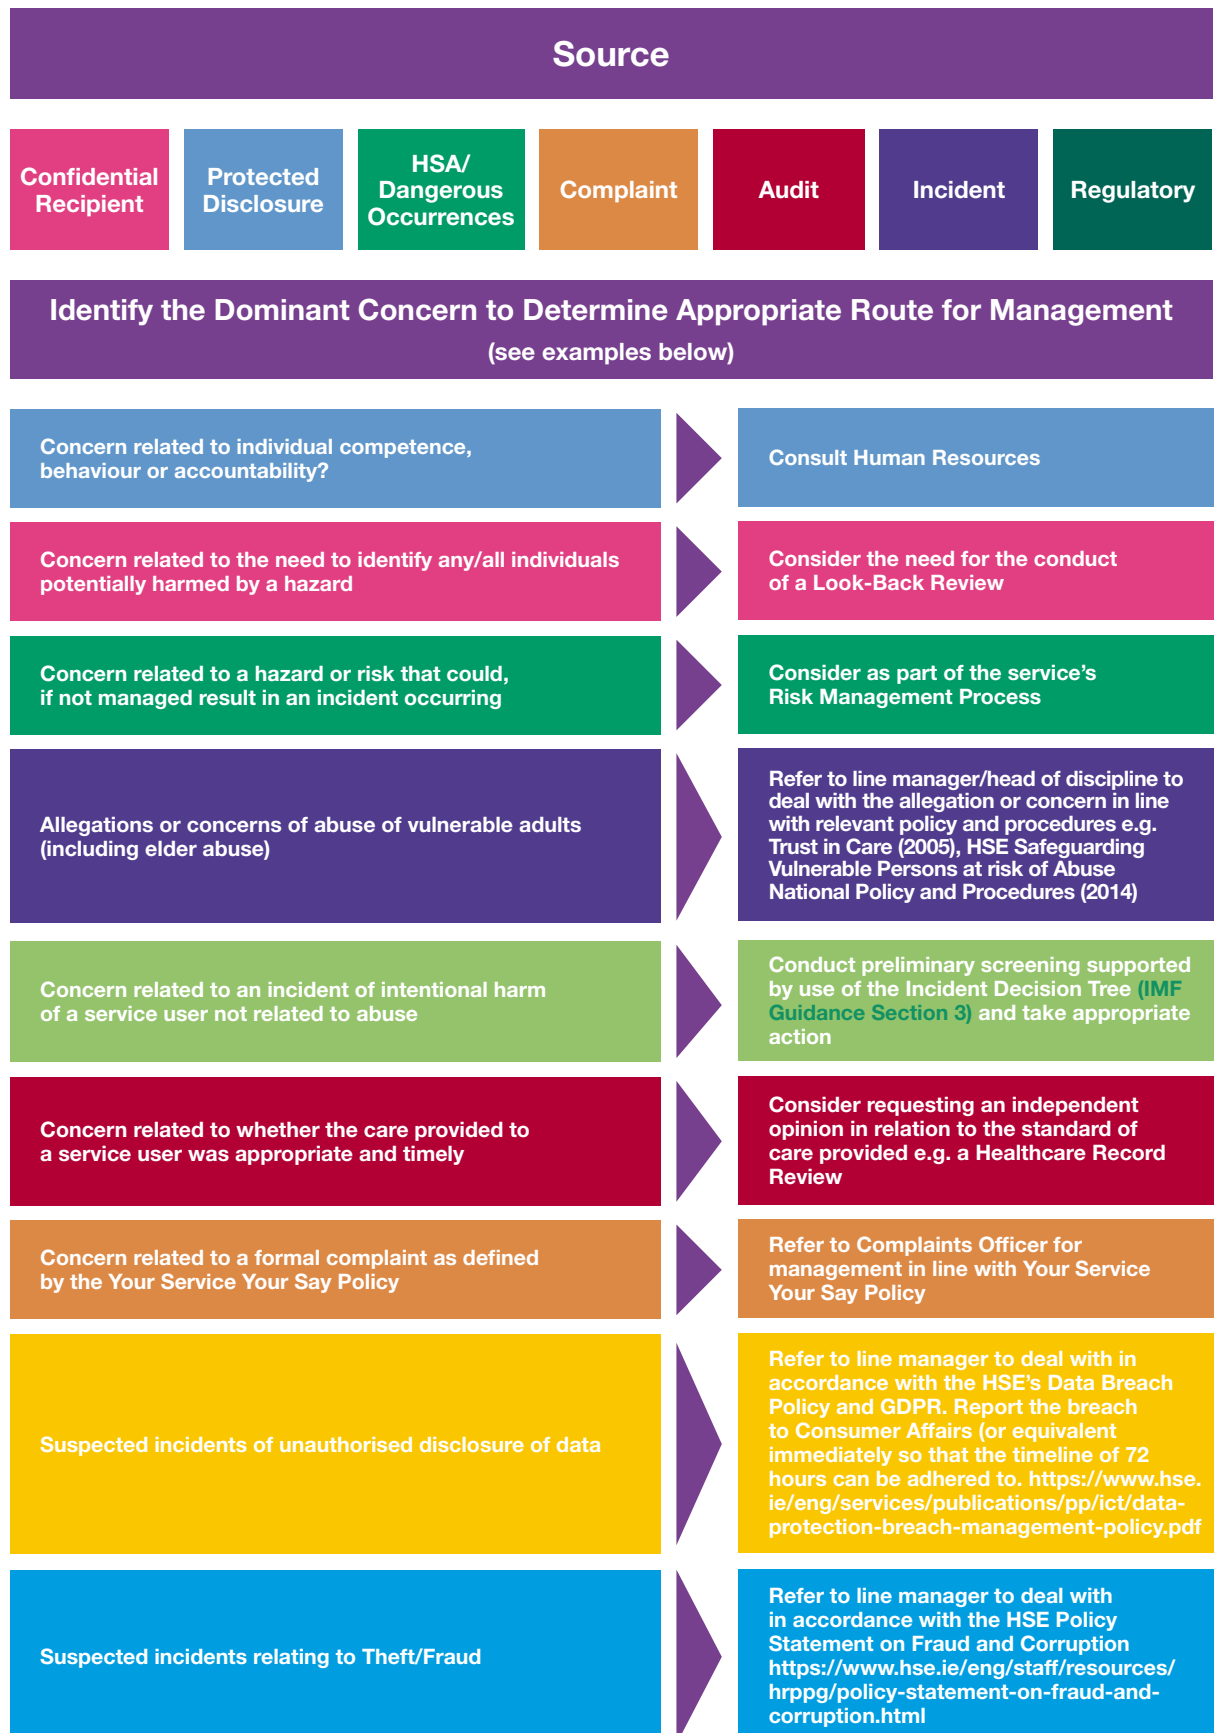 Source
Confidential
Recipient
Protected
Disclosure
HSA/
Dangerous
Occurrences
Complaint
Audit
Incident
Regulatory
Identify the Dominant Concern to Determine Appropriate Route for Management
(see examples below)
Concern related to individual competence,
behaviour or accountability?
Consult Human Resources
Concern related to the need to identify any/all individuals
potentially harmed by a hazard
Consider the need for the conduct
of a Look-Back Review
Concern related to a hazard or risk that could,
if not managed result in an incident occurring
Consider as part of the service’s
Risk Management Process
Allegations or concerns of abuse of vulnerable adults
(including elder abuse)
Refer to line manager/head of discipline to
deal with the allegation or concern in line
with relevant policy and procedures e.g.
Trust in Care (2005), HSE Safeguarding
Vulnerable Persons at risk of Abuse
National Policy and Procedures (2014)
Concern related to an incident of intentional harm
of a service user not related to abuse
Conduct preliminary screening supported
by use of the Incident Decision Tree (IMF
Guidance Section 3) and take appropriate
action
Concern related to whether the care provided to
a service user was appropriate and timely
Consider requesting an independent
opinion in relation to the standard of
care provided e.g. a Healthcare Record
Review
Concern related to a formal complaint as defined
by the Your Service Your Say Policy
Refer to Complaints Officer for
management in line with Your Service
Your Say Policy
Suspected incidents of unauthorised disclosure of data
Refer to line manager to deal with in
accordance with the HSE’s Data Breach
Policy and GDPR. Report the breach
to Consumer Affairs (or equivalent
immediately so that the timeline of 72
hours can be adhered to. https://www.hse.
ie/eng/services/publications/pp/ict/data-
protection-breach-management-policy.pdf
Suspected incidents relating to Theft/Fraud
Refer to line manager to deal with
in accordance with the HSE Policy
Statement on Fraud and Corruption
https://www.hse.ie/eng/staff/resources/
hrppg/policy-statement-on-fraud-and-
corruption.html